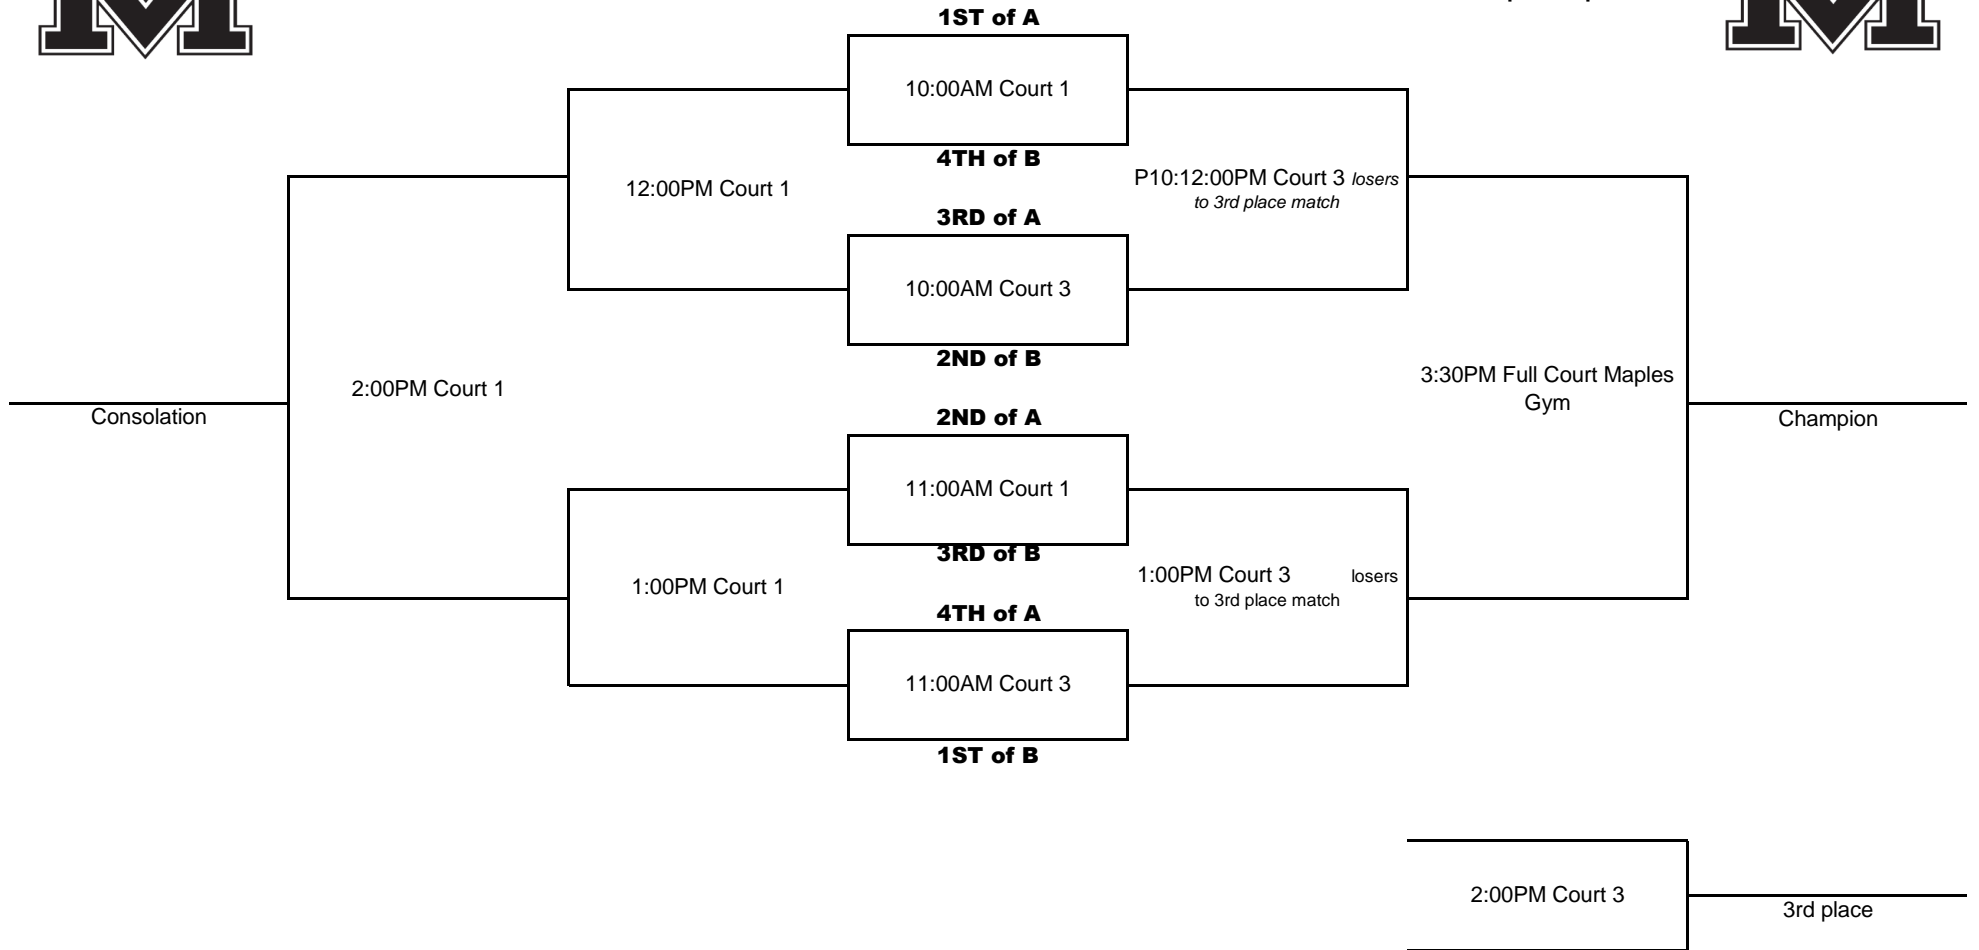 M
M
1ST of A
10:00AM Court 1
4TH of B
12:00PM Court 1
P10:12:00PM Court 3 losers
to 3rd place match
3RD of A
10:00AM Court 3
2ND of B
2:00PM Court 1
3:30PM Full Court Maples
Gym
Consolation
2ND of A
Champion
11:00AM Court 1
3RD of B
1:00PM Court 1
1:00PM Court 3 losers
to 3rd place match
4TH of A
11:00AM Court 3
1ST of B
2:00PM Court 3
3rd place